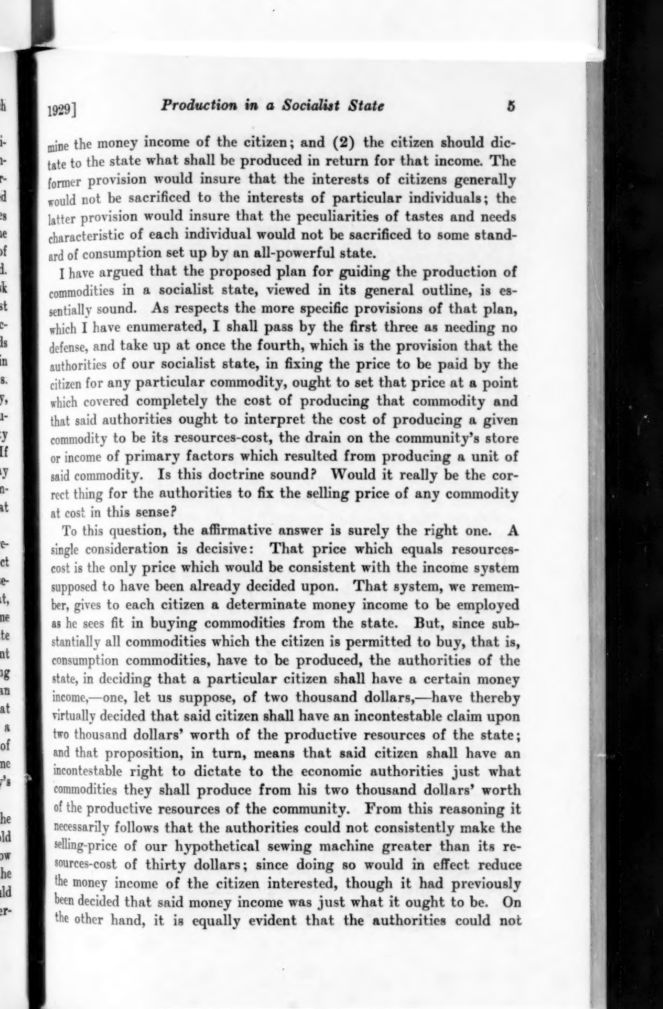 1929] Production in a Socialist State 5
mine the money income of the citizen; and (2) the citizen should dic-
tate to the state what shall be produced in return for that income. The
former provision would insure that the interests of citizens generally
would not be sacrificed to the interests of particular individuals; the
latter provision would insure that the peculiarities of tastes and needs
characteristic of each individual would not be sacrificed to some stand-
ard of consumption set up by an all-powerful state.
I have argued that the proposed plan for guiding the production of
commodities in a socialist state, viewed in its general outline, is es-
sentially sound. As respects the more specific provisions of that plan,
which I have enumerated, I shall pass by the first three as needing no
defense, and take up at once the fourth, which is the provision that the
authorities of our socialist state, in fixing the price to be paid by the
citizen for any particular commodity, ought to set that price at a point
which covered completely the cost of producing that commodity and
that said authorities ought to interpret the cost of producing a given
commodity to be its resources-cost, the drain on the community's store
or income of primary factors which resulted from producing a unit of
said commodity. Is this doctrine sound? Would it really be the cor-
rect thing for the authorities to fix the selling price of any commodity
at cost in this sense?
To this question, the affirmative answer is surely the right one. A
single consideration is decisive: That price which equals resources-
cost is the only price which would be consistent with the income system
supposed to have been already decided upon. That system, we remem-
ber, gives to each citizen a determinate money income to be employed
as he sees fit in buying commodities from the state. But, since sub-
stantially all commodities which the citizen is permitted to buy, that is,
consumption commodities, have to be produced, the authorities of the
state, in deciding that a particular citizen shall have a certain money
income,—one, let us suppose, of two thousand dollars,—have thereby
virtually decided that said citizen shall have an incontestable claim upon
two thousand dollars' worth of the productive resources of the state;
and that proposition, in turn, means that said citizen shall have an
incontestable right to dictate to the economic authorities just what
commodities they shall produce from his two thousand dollars' worth
of the productive resources of the community. From this reasoning it
necessarily follows that the authorities could not consistently make the
selling-price of our hypothetical sewing machine greater than its re-
sources-cost of thirty dollars; since doing so would in effect reduce
the money income of the citizen interested, though it had previously
been decided that said money income was just what it ought to be. On
the other hand, it is equally evident that the authorities could not